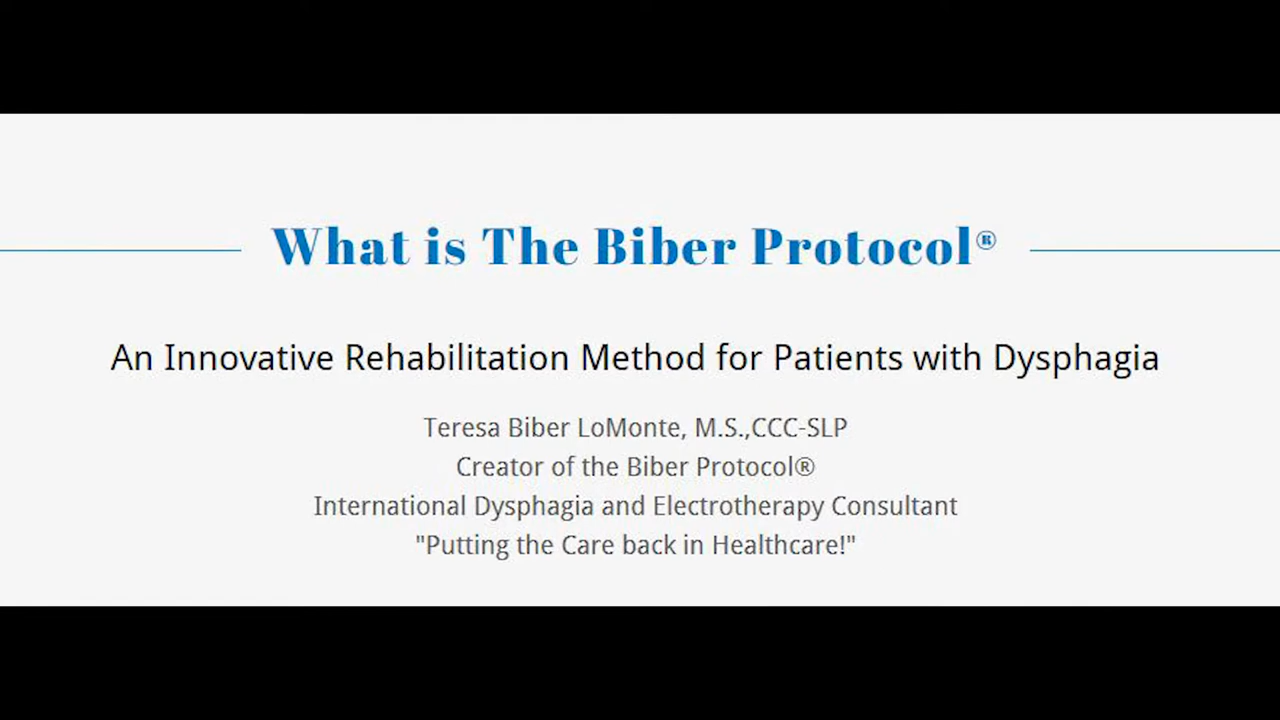 What is The Biber Protocol®
An Innovative Rehabilitation Method for Patients with Dysphagia
Teresa Biber LoMonte, M.S.,CCC-SLP
Creator of the Biber Protocol®
International Dysphagia and Electrotherapy Consultant
"Putting the Care back in Healthcare!"